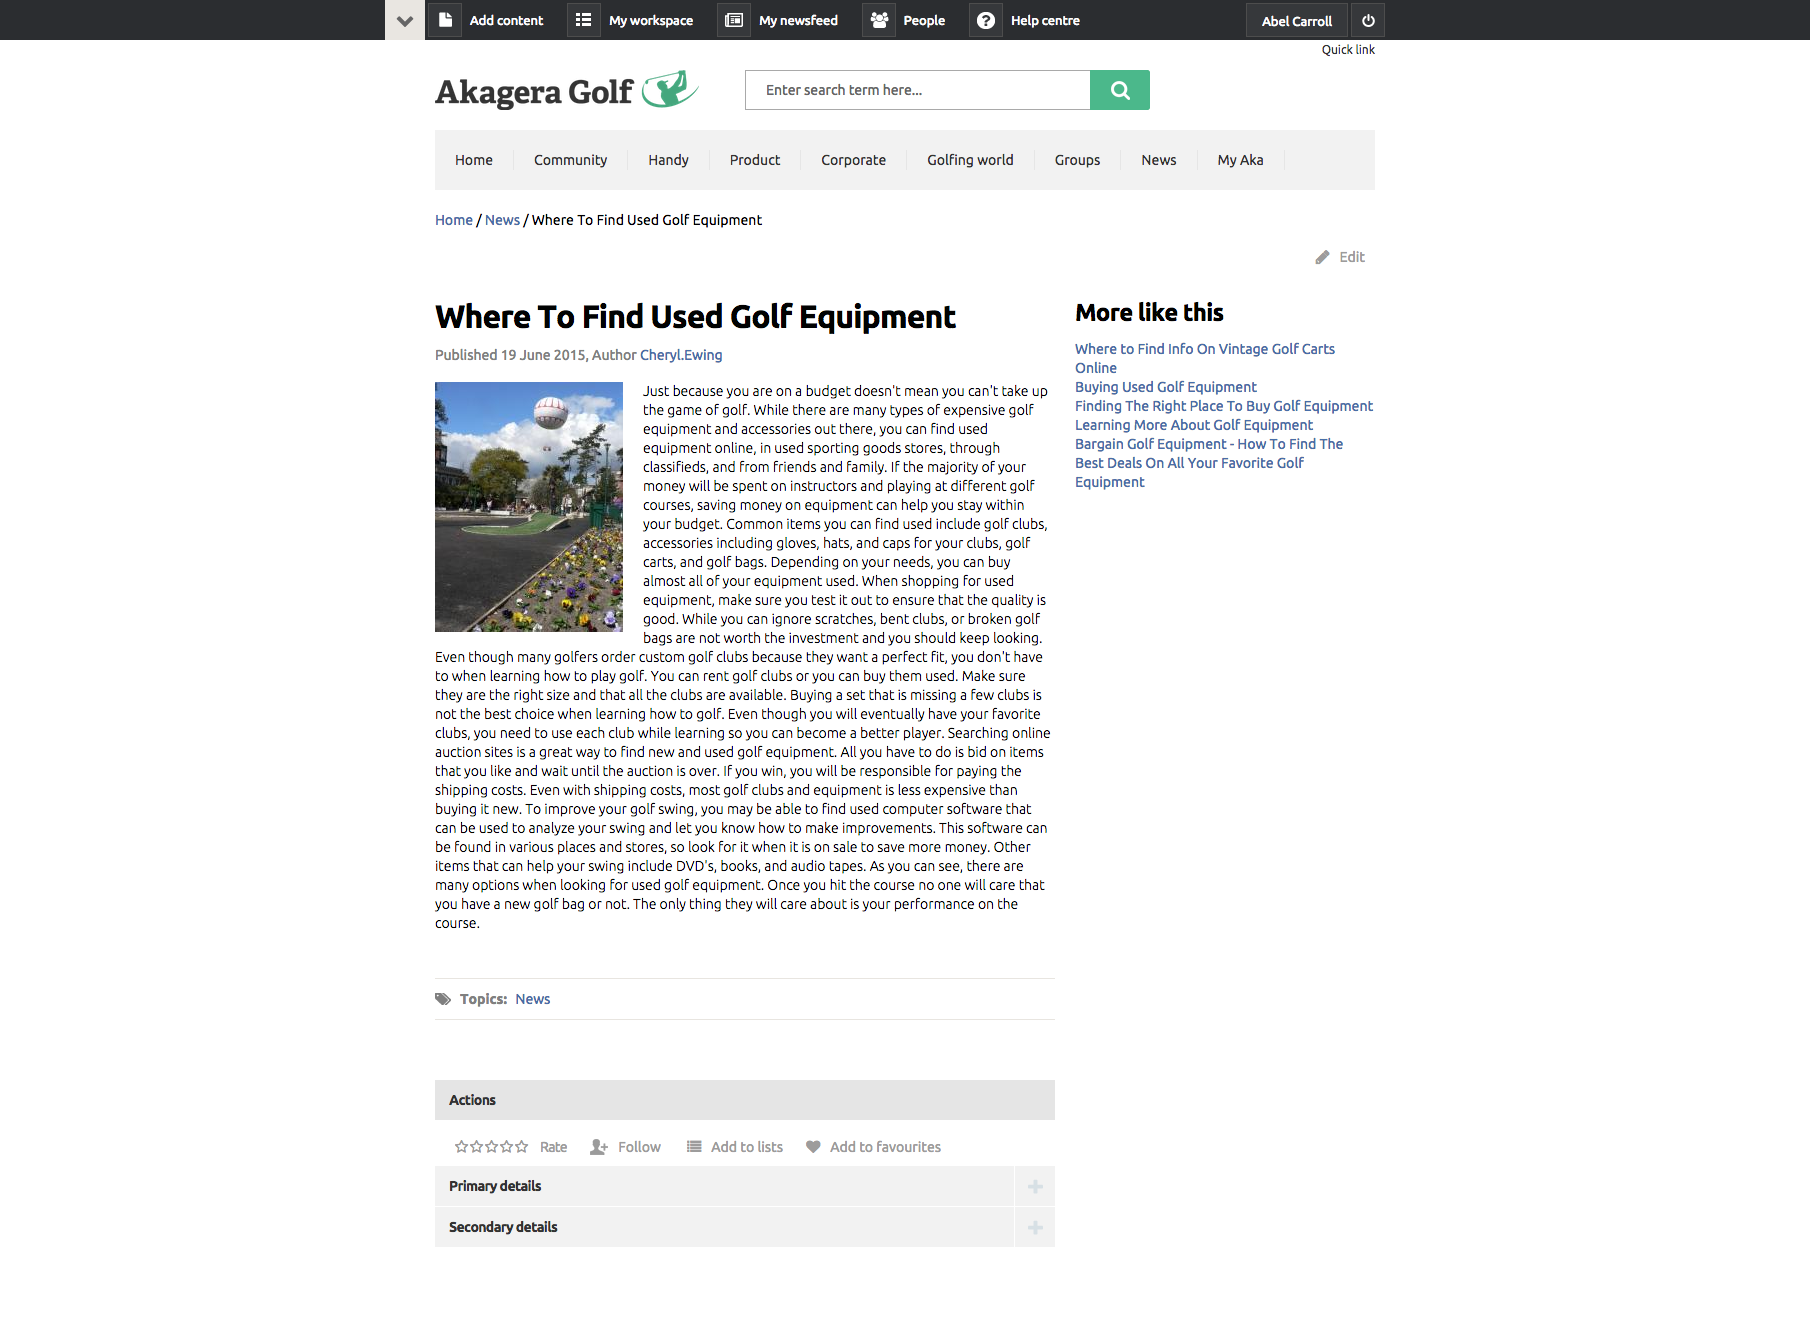 Add content
My workspace
My newsfeed
People
Help centre
Abel Carroll
Quick link
Akagera Golf
Enter search term here...
Home
Community
Handy
Product
Corporate
Golfing world
Groups
News
My Aka
Home / News / Where To Find Used Golf Equipment
Edit
Where To Find Used Golf Equipment
Published 19 June 2015, Author Cheryl.Ewing
Just because you are on a budget doesn't mean you can't take up
the game of golf. While there are many types of expensive golf
equipment and accessories out there, you can find used
equipment online, in used sporting goods stores, through
classifieds, and from friends and family. If the majority of your
money will be spent on instructors and playing at different golf
courses, saving money on equipment can help you stay within
your budget. Common items you can find used include golf clubs,
accessories including gloves, hats, and caps for your clubs, golf
carts, and golf bags. Depending on your needs, you can buy
almost all of your equipment used. When shopping for used
equipment, make sure you test it out to ensure that the quality is
good. While you can ignore scratches, bent clubs, or broken golf
bags are not worth the investment and you should keep looking.
Even though many golfers order custom golf clubs because they want a perfect fit, you don't have
to when learning how to play golf. You can rent golf clubs or you can buy them used. Make sure
they are the right size and that all the clubs are available. Buying a set that is missing a few clubs is
not the best choice when learning how to golf. Even though you will eventually have your favorite
clubs, you need to use each club while learning so you can become a better player. Searching online
auction sites is a great way to find new and used golf equipment. All you have to do is bid on items
that you like and wait until the auction is over. If you win, you will be responsible for paying the
shipping costs. Even with shipping costs, most golf clubs and equipment is less expensive than
buying it new. To improve your golf swing, you may be able to find used computer software that
can be used to analyze your swing and let you know how to make improvements. This software can
be found in various places and stores, so look for it when it is on sale to save more money. Other
items that can help your swing include DVD's, books, and audio tapes. As you can see, there are
many options when looking for used golf equipment. Once you hit the course no one will care that
you have a new golf bag or not. The only thing they will care about is your performance on the
course.
More like this
Where to Find Info On Vintage Golf Carts
Online
Buying Used Golf Equipment
Finding The Right Place To Buy Golf Equipment
Learning More About Golf Equipment
Bargain Golf Equipment - How To Find The
Best Deals On All Your Favorite Golf
Equipment
Topics: News
Actions
Rate
Follow
Add to lists
Add to favourites
Primary details
Secondary details